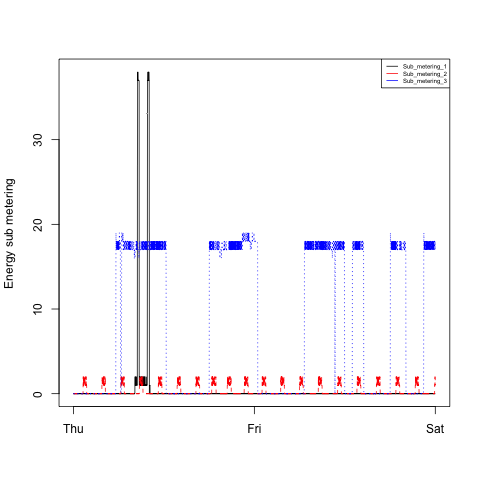 Sub_metering_1
Sub_metering_2
Sub_metering_3
Energy sub metering
30
20
10
0
Thu Fri Sat